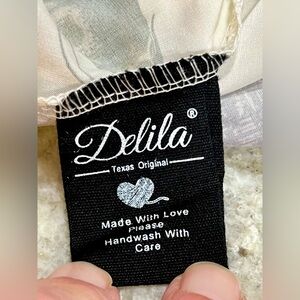 Delila®
Texas Original
Made With Love
Please
Handwash With
Care